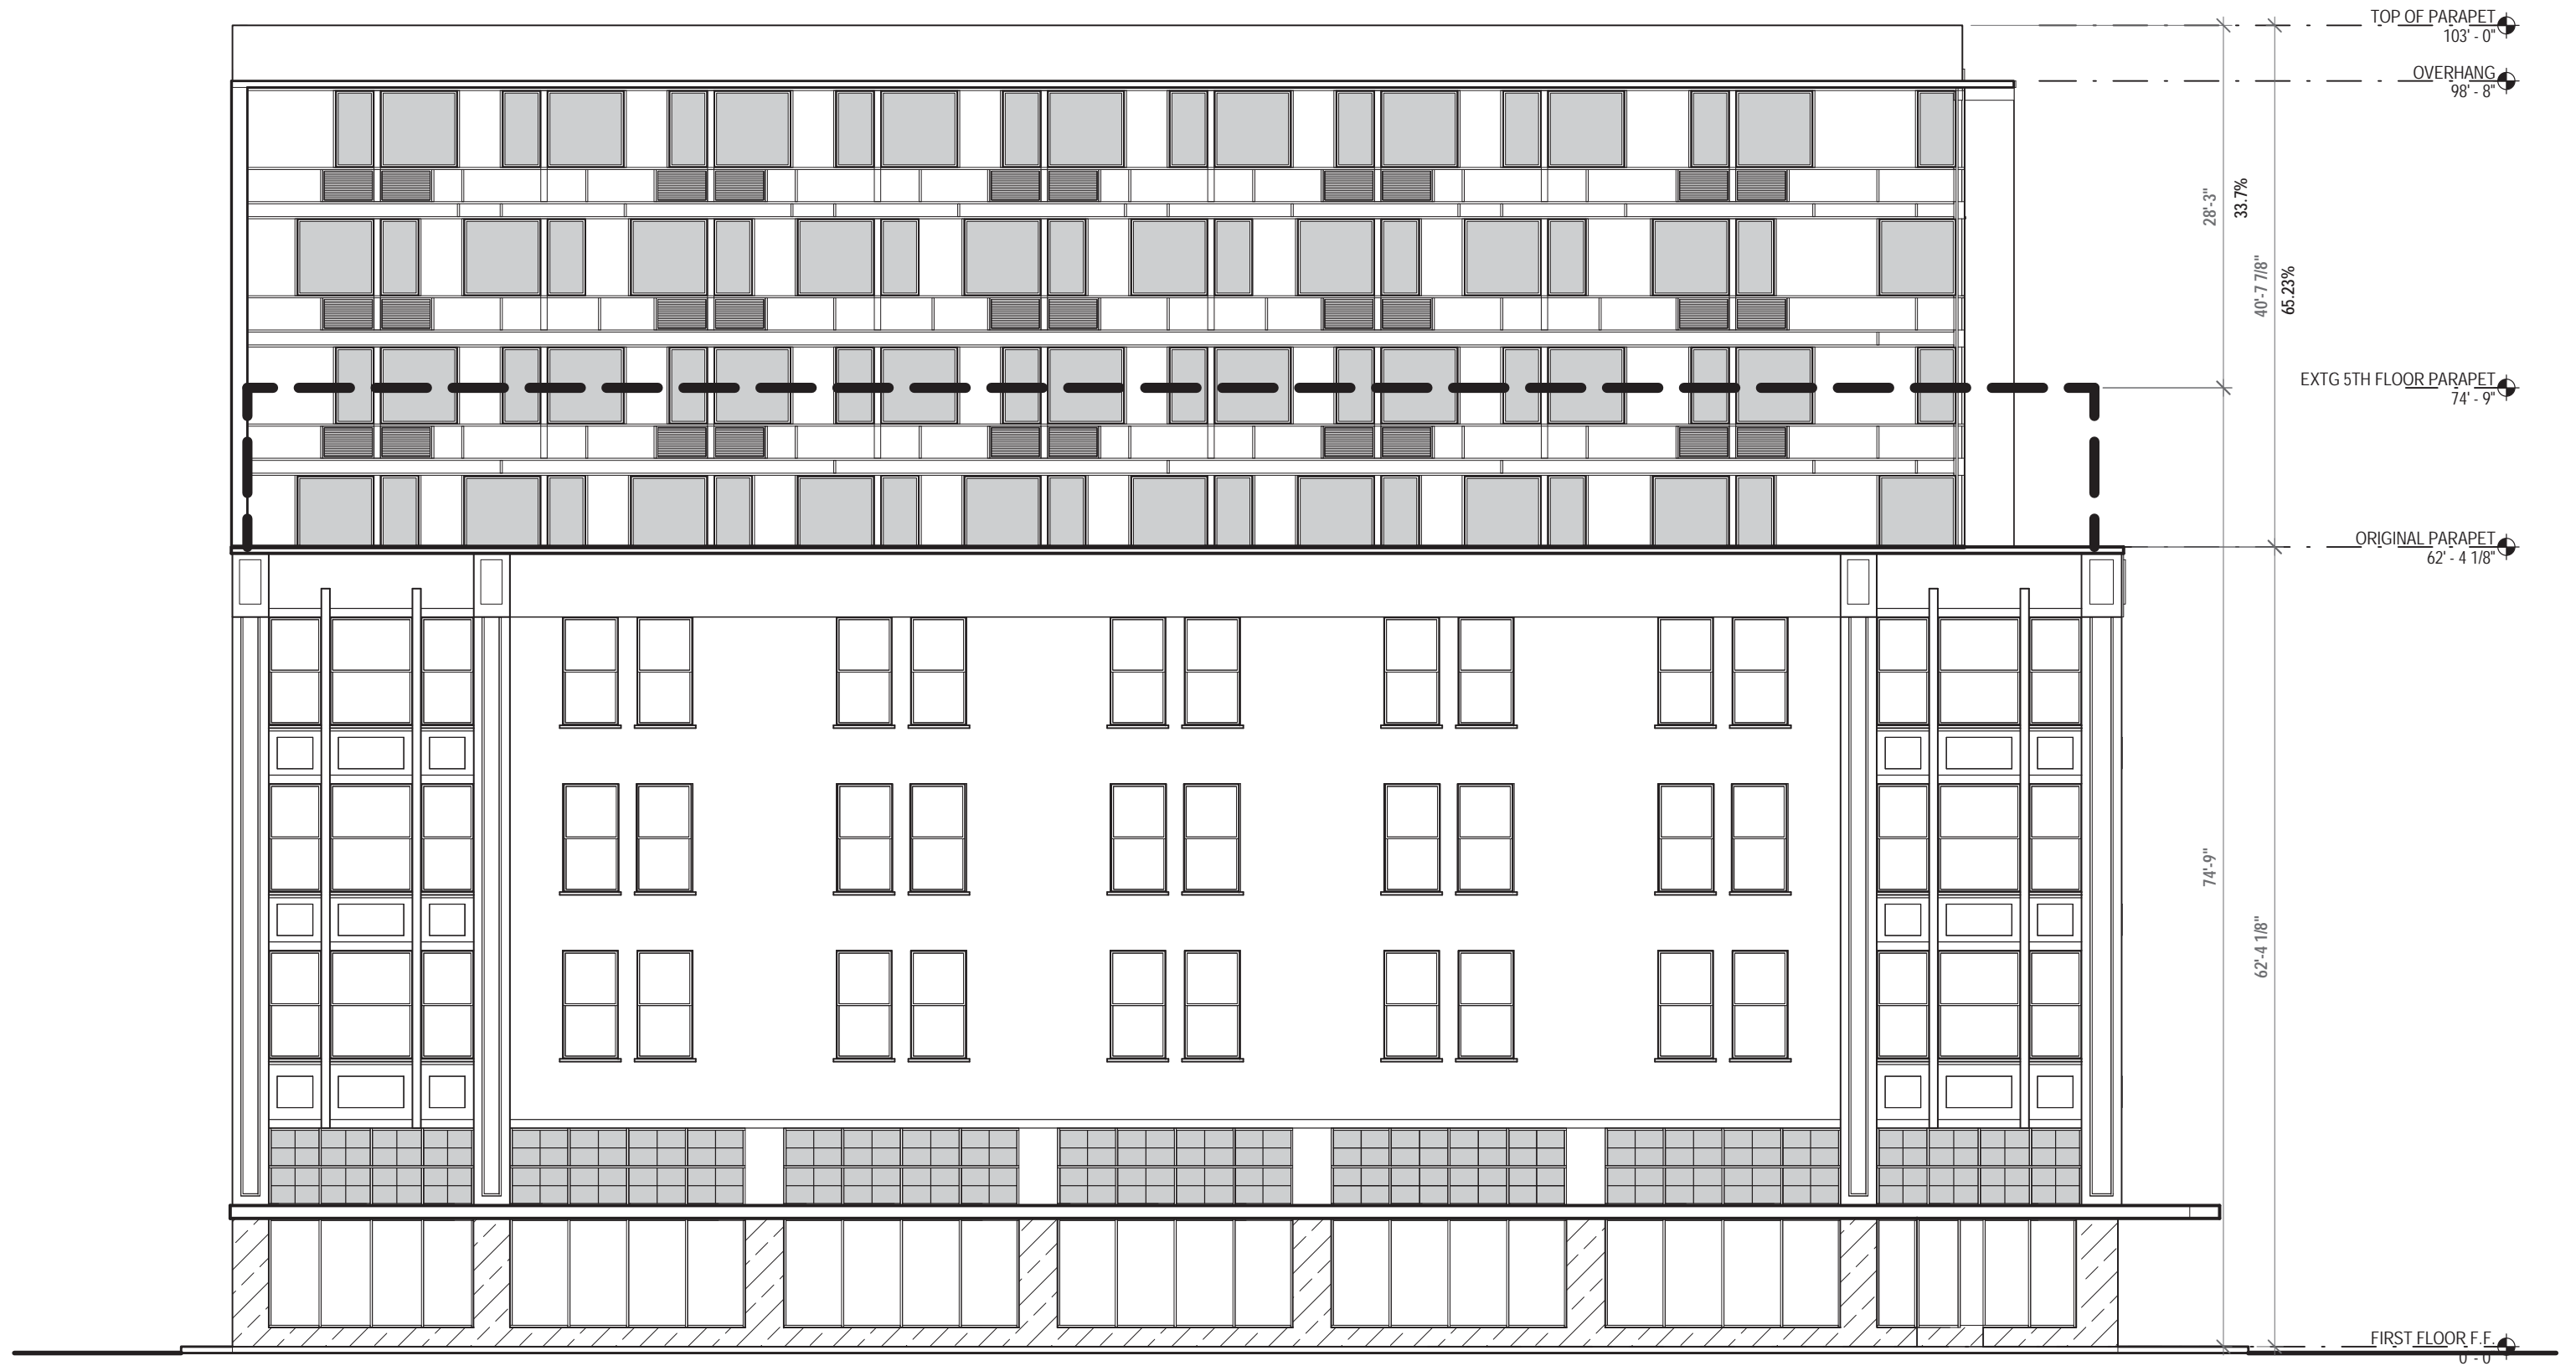 TOP OF PARAPET
103' - 0"
OVERHANG
98' - 8"
28'-3"
33.7%
40'-7 7/8"
65.23%
EXTG 5TH FLOOR PARAPET
74' - 9"
ORIGINAL PARAPET
62' - 4 1/8"
74'-9"
62'-4 1/8"
FIRST FLOOR F.F.
0' - 0"